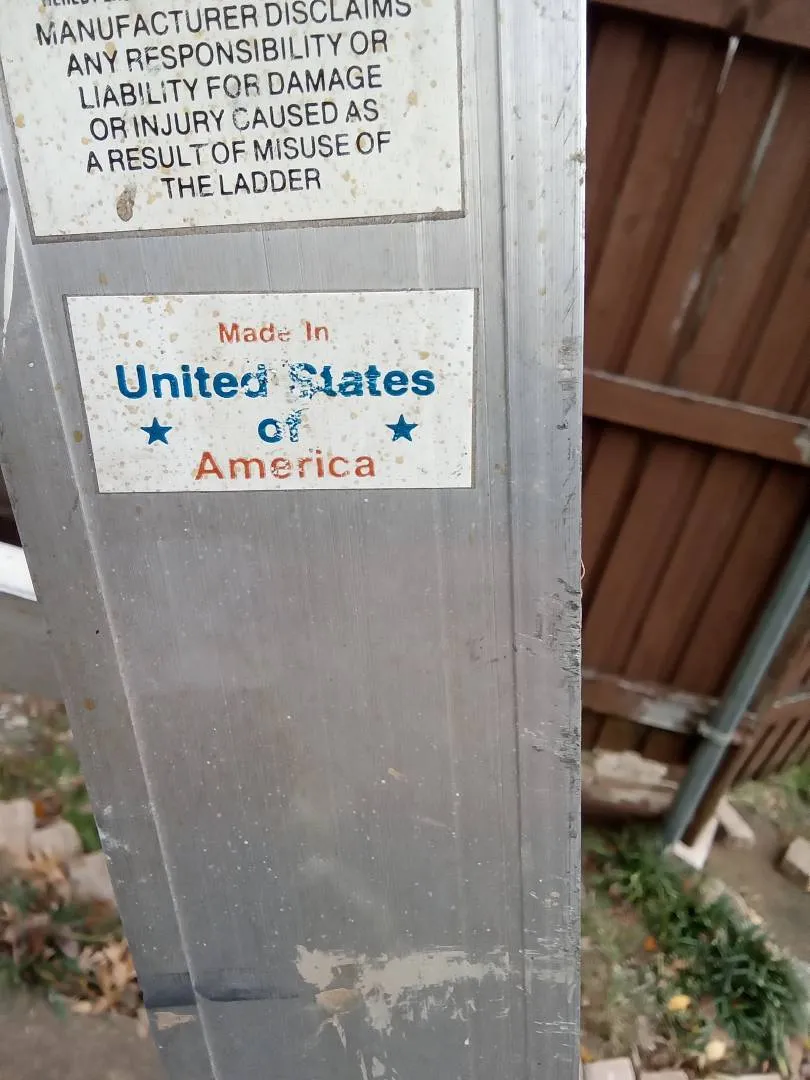 MANUFACTURER DISCLAIMS
ANY RESPONSIBILITY OR
LIABILITY FOR DAMAGE
OR INJURY CAUSED AS
A RESULT OF MISUSE OF
THE LADDER
Made In
United States
of
America